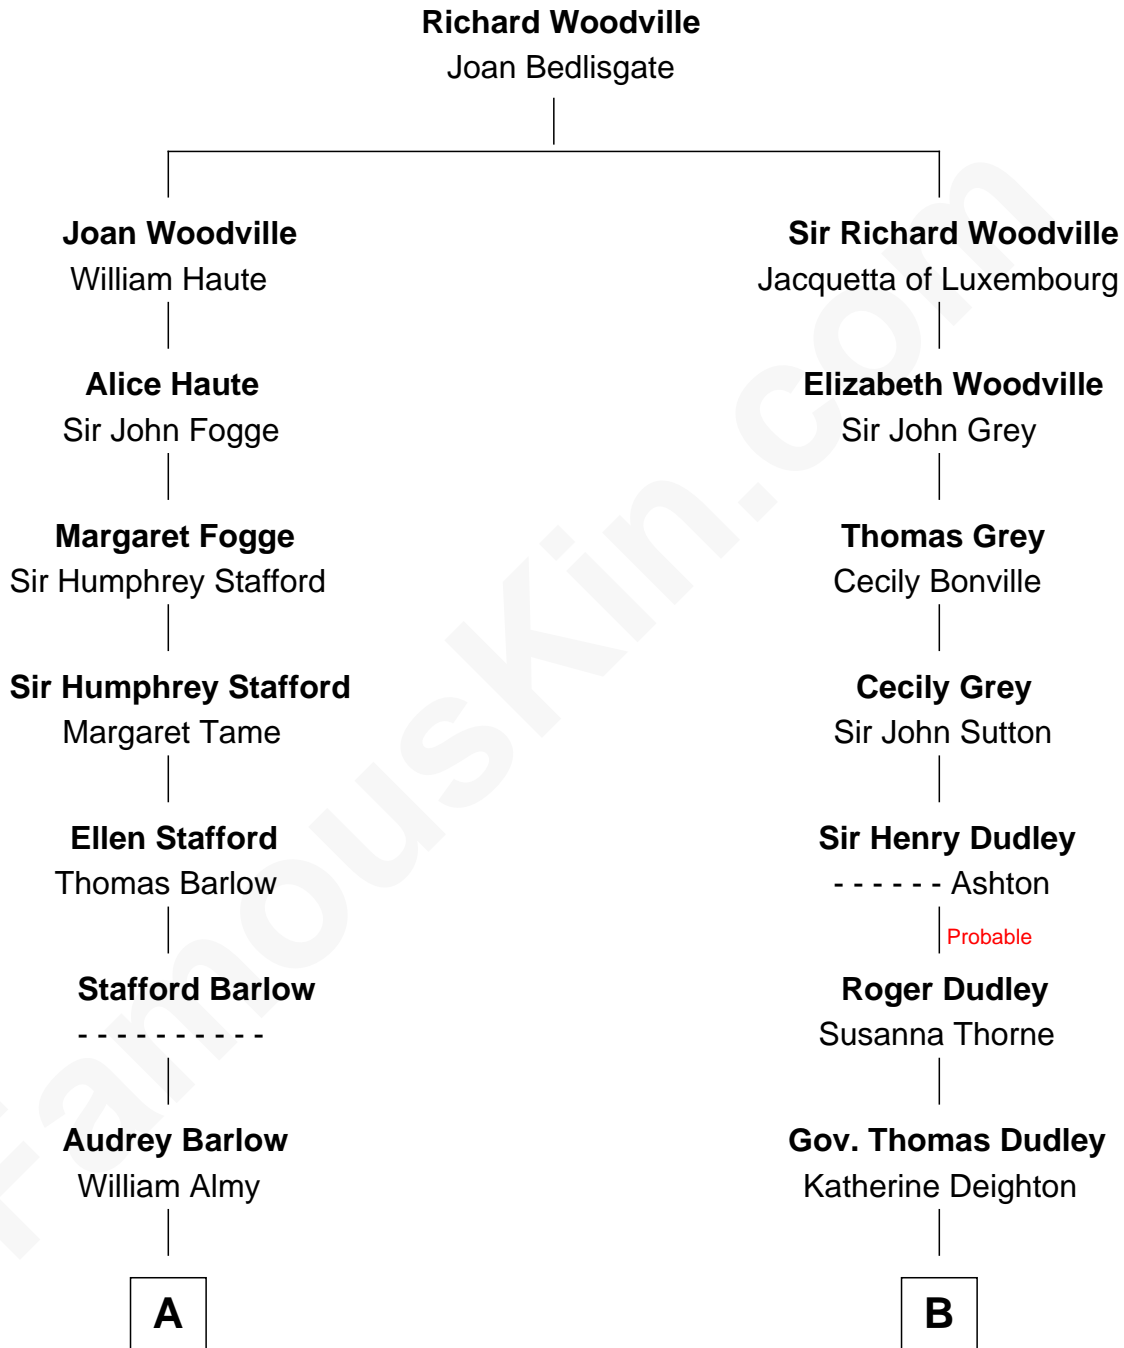 Richard Woodville
Joan Bedlisgate
Joan Woodville
William Haute
Sir Richard Woodville
Jacquetta of Luxembourg
Alice Haute
Sir John Fogge
Elizabeth Woodville
Sir John Grey
Margaret Fogge
Sir Humphrey Stafford
Thomas Grey
Cecily Bonville
Sir Humphrey Stafford
Margaret Tame
Cecily Grey
Sir John Sutton
Ellen Stafford
Thomas Barlow
Sir Henry Dudley
- - - - - - Ashton
Probable
Stafford Barlow
- - - - - - - - - -
Roger Dudley
Susanna Thorne
Audrey Barlow
William Almy
Gov. Thomas Dudley
Katherine Deighton
A
B
FamousKin.com